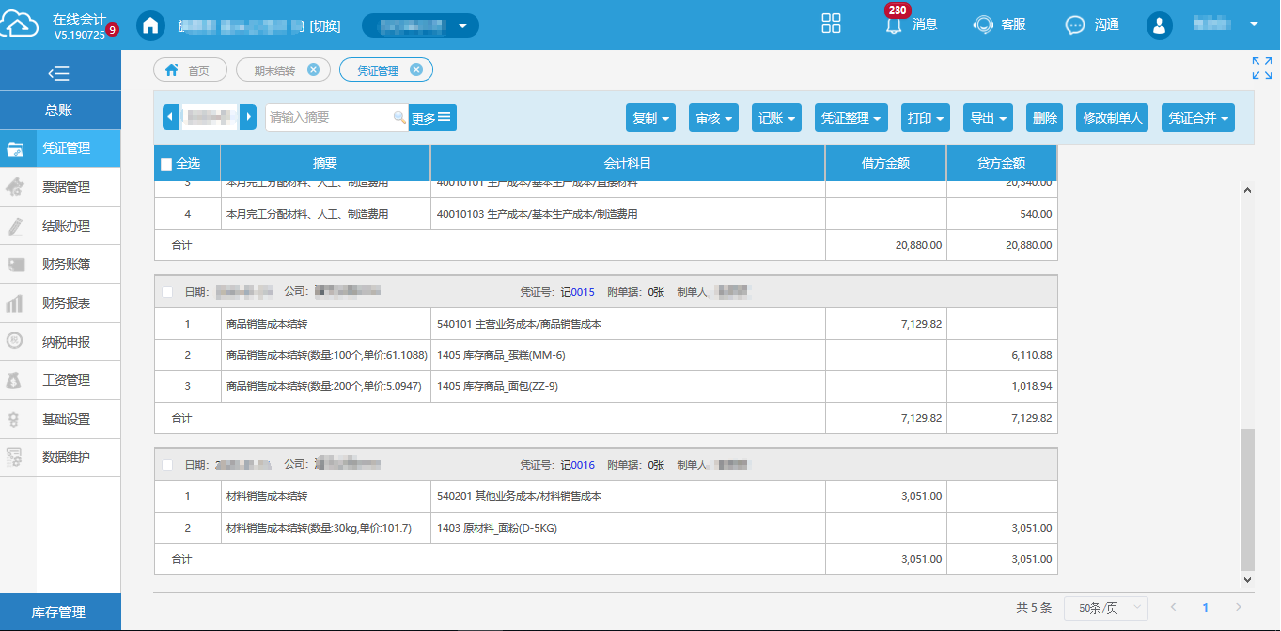 在线会计
V5.190725
9
[切换]
230
消息
客服
沟通
首页
期末结转
凭证管理
总账
凭证管理
票据管理
结账办理
财务账簿
财务报表
纳税申报
工资管理
基础设置
数据维护
库存管理
请输入摘要
更多
复制
审核
记账
凭证整理
打印
导出
删除
修改制单人
凭证合并
全选 摘要 会计科目 借方金额 贷方金额
3 本月完工分配材料、人工、制造费用 40010101 生产成本/基本生产成本/直接材料 20,340.00
4 本月完工分配材料、人工、制造费用 40010103 生产成本/基本生产成本/制造费用 540.00
合计 20,880.00 20,880.00
日期: 公司: 凭证号: 记0015 附单据: 0张 制单人
1 商品销售成本结转 540101 主营业务成本/商品销售成本 7,129.82
2 商品销售成本结转(数量:100个,单价:61.1088) 1405 库存商品_蛋糕(MM-6) 6,110.88
3 商品销售成本结转(数量:200个,单价:5.0947) 1405 库存商品_面包(ZZ-9) 1,018.94
合计 7,129.82 7,129.82
日期: 公司: 凭证号: 记0016 附单据: 0张 制单人
1 材料销售成本结转 540201 其他业务成本/材料销售成本 3,051.00
2 材料销售成本结转(数量:30kg,单价:101.7) 1403 原材料_面粉(D-5KG) 3,051.00
合计 3,051.00 3,051.00
共 5 条 50条/页 1